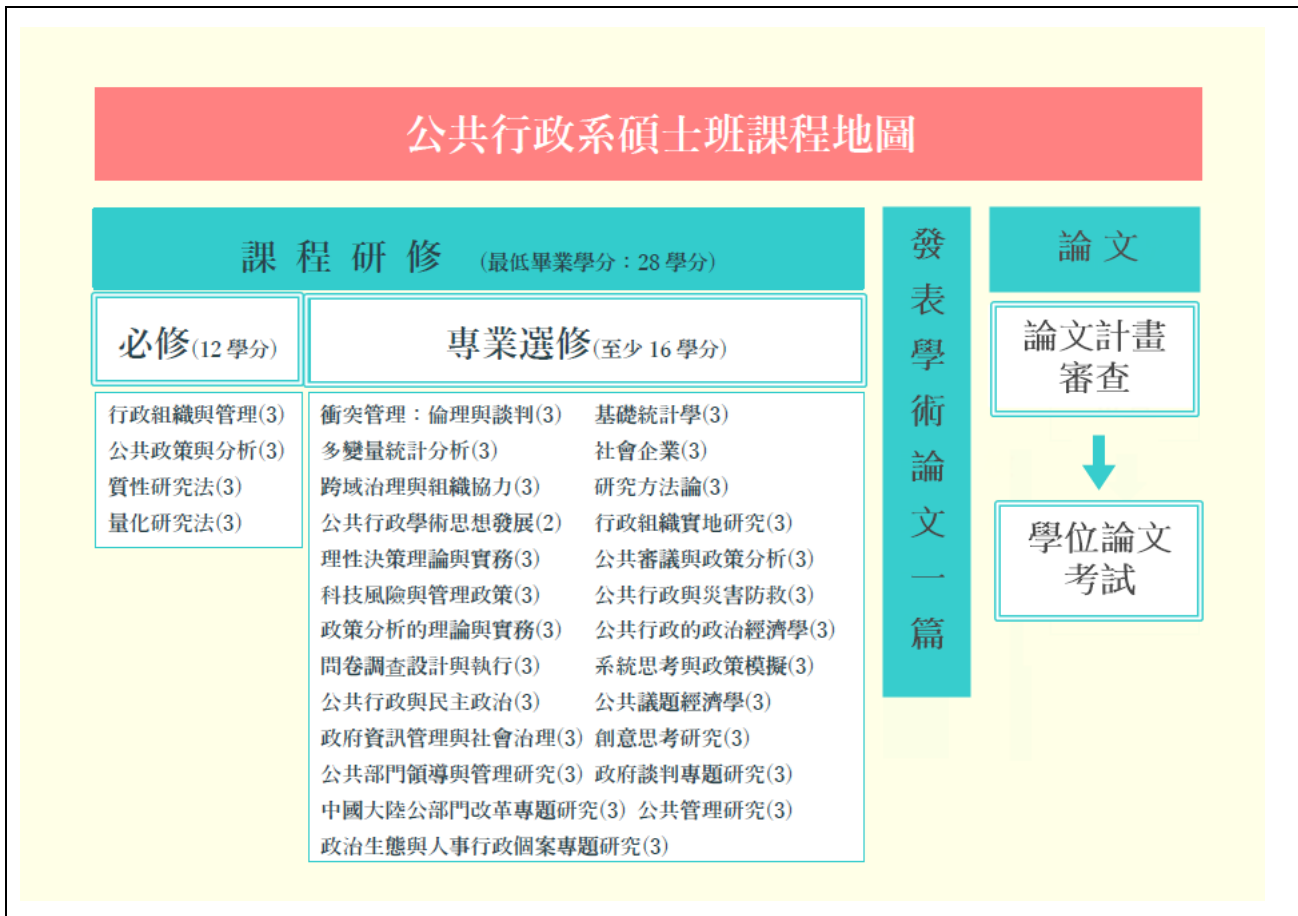 公共行政系碩士班課程地圖
課程研修 (最低畢業學分：28 學分)
必修(12 學分)
行政組織與管理(3)
公共政策與分析(3)
質性研究法(3)
量化研究法(3)
專業選修(至少 16 學分)
衝突管理：倫理與談判(3) 基礎統計學(3)
多變量統計分析(3) 社會企業(3)
跨域治理與組織協力(3) 研究方法論(3)
公共行政學術思想發展(2) 行政組織實地研究(3)
理性決策理論與實務(3) 公共審議與政策分析(3)
科技風險與管理政策(3) 公共行政與災害防救(3)
政策分析的理論與實務(3) 公共行政的政治經濟學(3)
問卷調查設計與執行(3) 系統思考與政策模擬(3)
公共行政與民主政治(3) 公共議題經濟學(3)
政府資訊管理與社會治理(3) 創意思考研究(3)
公共部門領導與管理研究(3) 政府談判專題研究(3)
中國大陸公部門改革專題研究(3) 公共管理研究(3)
政治生態與人事行政個案專題研究(3)
發表學術論文一篇
論文
論文計畫
審查
學位論文
考試